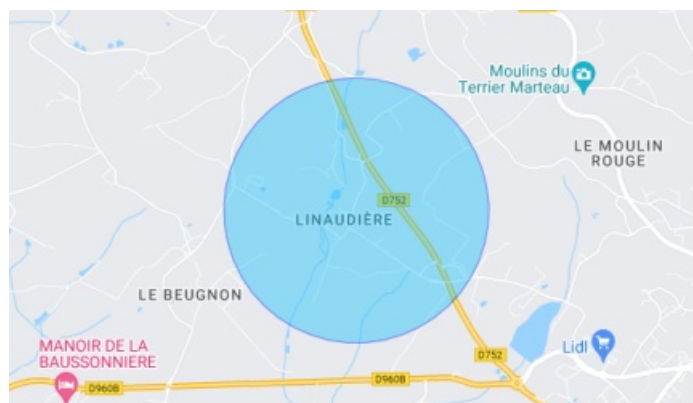 Moulins du
Terrier Marteau
LE MOULIN
ROUGE
D752
LINAUDIÈRE
LE BEUGNON
MANOIR DE LA
BAUSSONNIERE
Lidl
D752
D960B
D960B